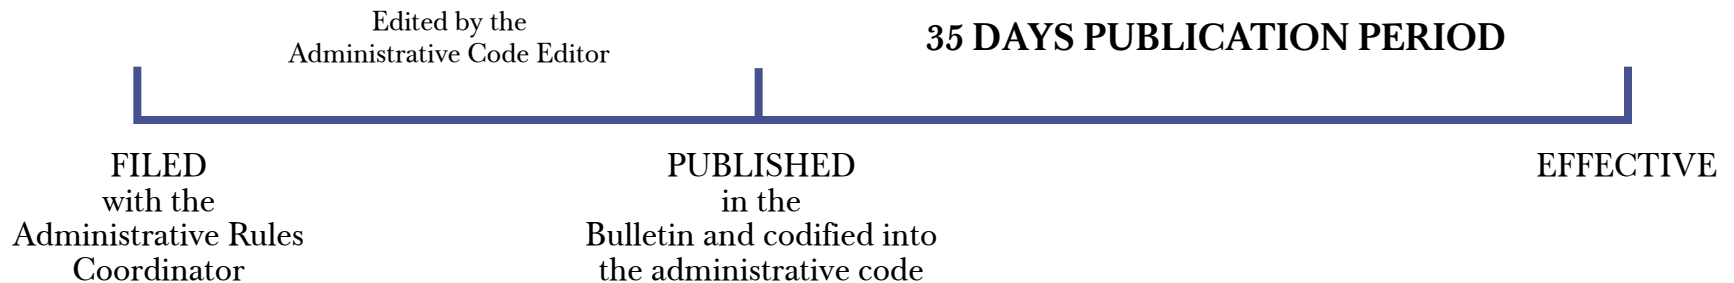 Edited by the
Administrative Code Editor
35 DAYS PUBLICATION PERIOD
FILED
with the
Administrative Rules
Coordinator
PUBLISHED
in the
Bulletin and codified into
the administrative code
EFFECTIVE